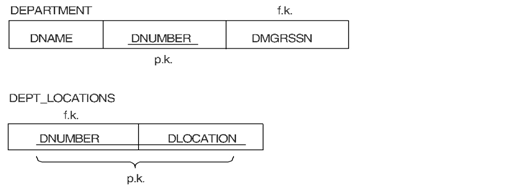 DEPARTMENT f.k.
DNAME DNUMBER DMGRSSN
p.k.
DEPT_LOCATIONS
f.k.
DNUMBER DLOCATION
p.k.